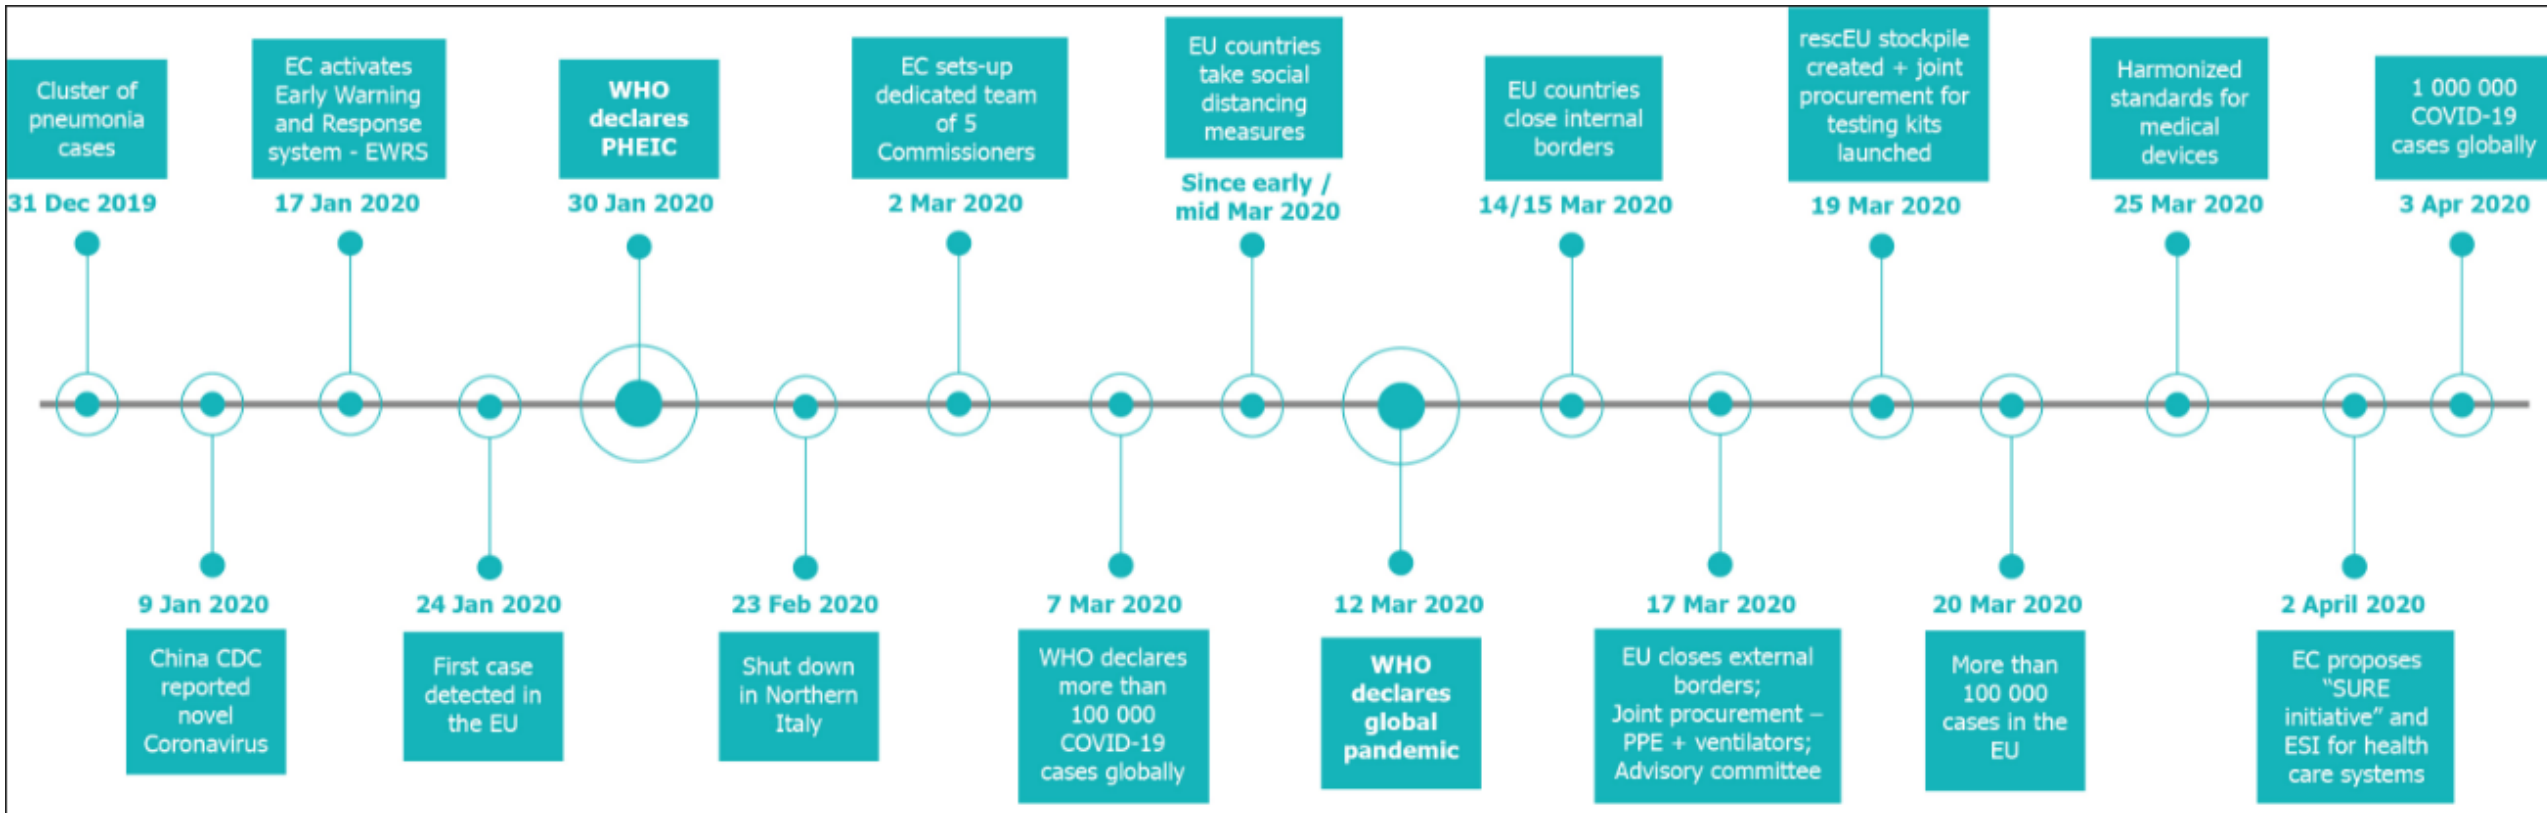 Cluster of
pneumonia
cases
31 Dec 2019
EC activates
Early Warning
and Response
system - EWRS
17 Jan 2020
WHO
declares
PHEIC
30 Jan 2020
EC sets-up
dedicated team
of 5
Commissioners
2 Mar 2020
EU countries
take social
distancing
measures
Since early /
mid Mar 2020
EU countries
close internal
borders
14/15 Mar 2020
rescEU stockpile
created + joint
procurement for
testing kits
launched
19 Mar 2020
Harmonized
standards for
medical
devices
25 Mar 2020
1 000 000
COVID-19
cases globally
3 Apr 2020
9 Jan 2020
China CDC
reported
novel
Coronavirus
24 Jan 2020
First case
detected in
the EU
23 Feb 2020
Shut down
in Northern
Italy
7 Mar 2020
WHO declares
more than
100 000
COVID-19
cases globally
12 Mar 2020
WHO
declares
global
pandemic
17 Mar 2020
EU closes external
borders;
Joint procurement –
PPE + ventilators;
Advisory committee
20 Mar 2020
More than
100 000
cases in the
EU
2 April 2020
EC proposes
“SURE
initiative” and
ESI for health
care systems